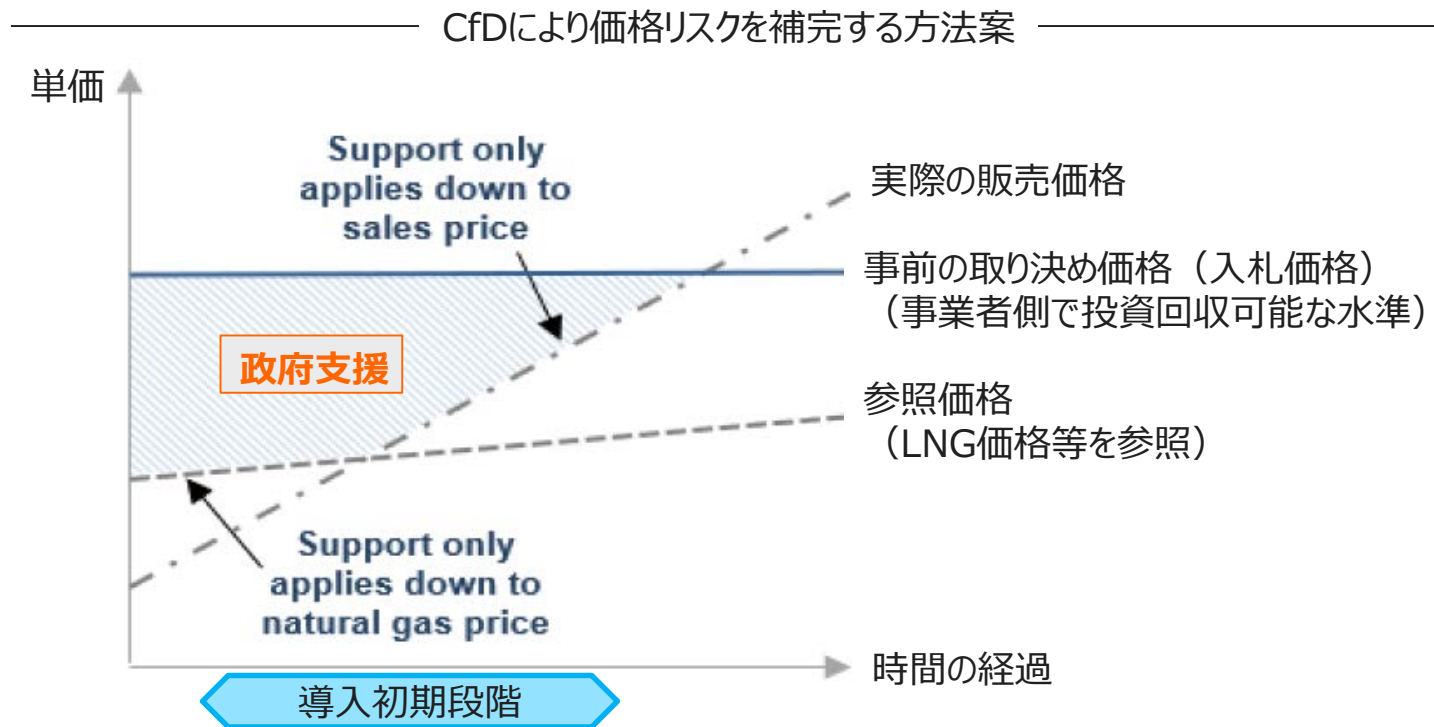 CfDにより価格リスクを補完する方法案
単価
Support only
applies down to
sales price
実際の販売価格
事前の取り決め価格（入札価格）
（事業者側で投資回収可能な水準）
政府支援
参照価格
（LNG価格等を参照）
Support only
applies down to
natural gas price
時間の経過
導入初期段階